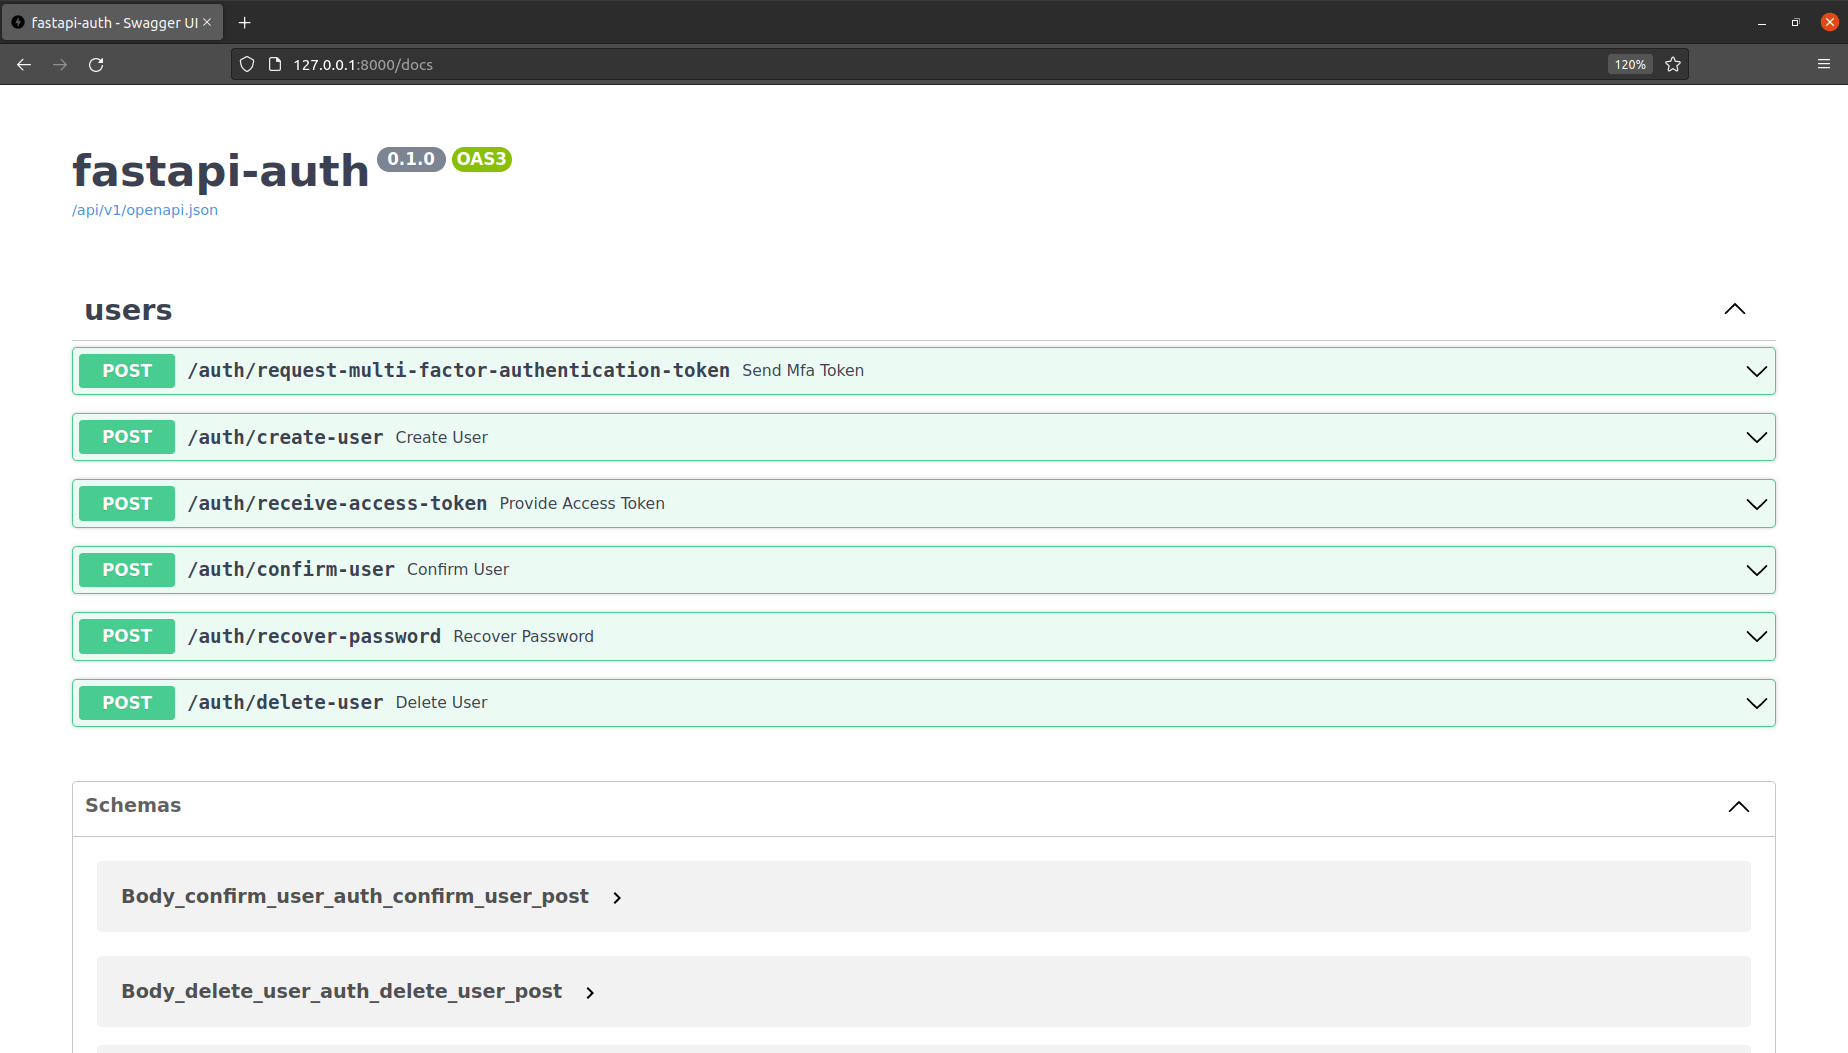 fastapi-auth - Swagger UI
127.0.0.1:8000/docs
120%
fastapi-auth 0.1.0 OAS3
/api/v1/openapi.json
users
POST /auth/request-multi-factor-authentication-token Send Mfa Token
POST /auth/create-user Create User
POST /auth/receive-access-token Provide Access Token
POST /auth/confirm-user Confirm User
POST /auth/recover-password Recover Password
POST /auth/delete-user Delete User
Schemas
Body_confirm_user_auth_confirm_user_post
Body_delete_user_auth_delete_user_post